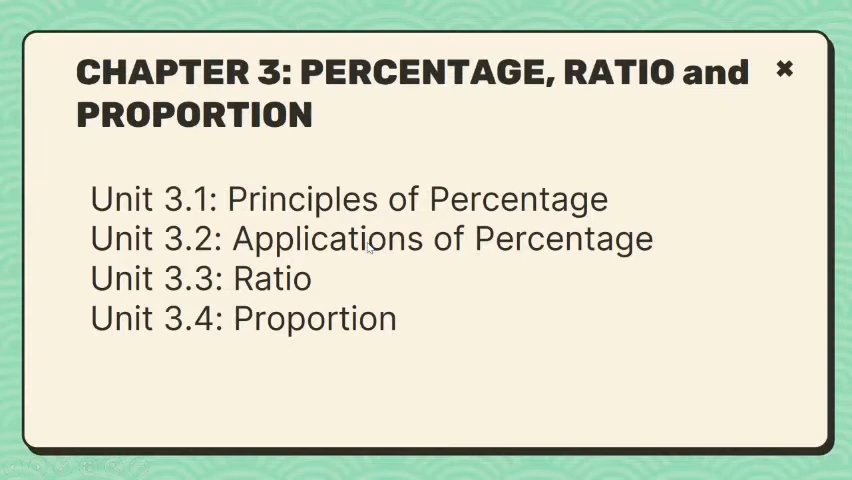 CHAPTER 3: PERCENTAGE, RATIO and
PROPORTION
Unit 3.1: Principles of Percentage
Unit 3.2: Applications of Percentage
Unit 3.3: Ratio
Unit 3.4: Proportion